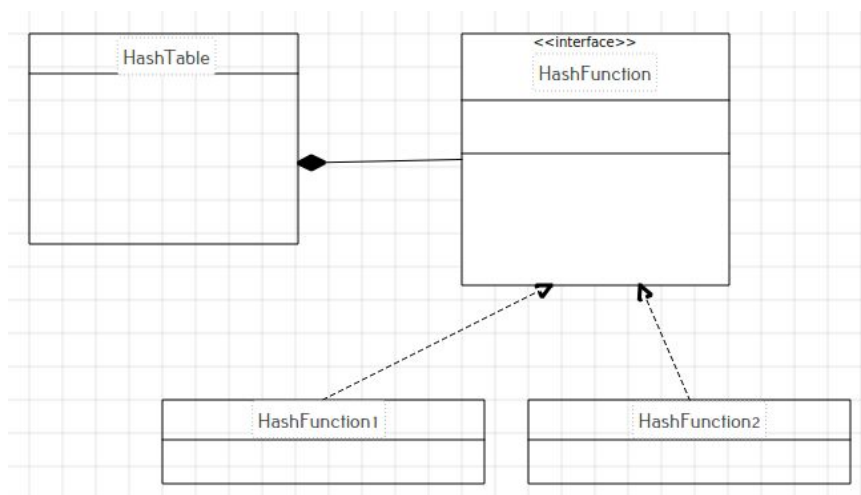 HashTable
<<interface>>
HashFunction
HashFunction1
HashFunction2